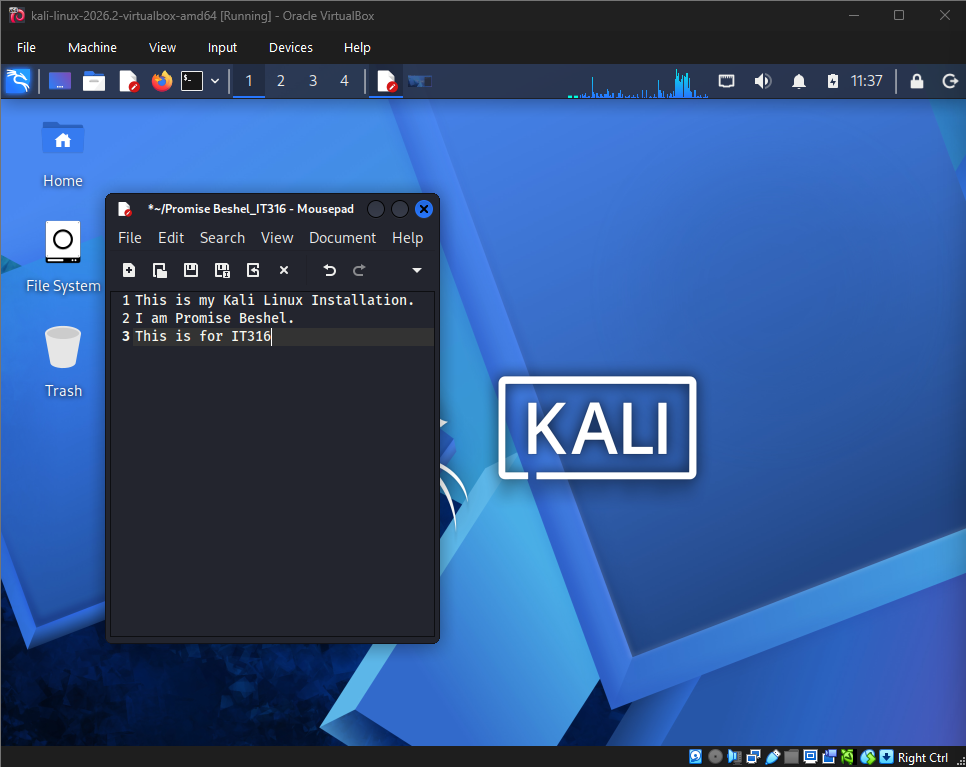 kali-linux-2026.2-virtualbox-amd64 [Running] - Oracle VirtualBox
File Machine View Input Devices Help
1 2 3 4 11:37
Home
*~/Promise Beshel_IT316 - Mousepad
File Edit Search View Document Help
File System
1 This is my Kali Linux Installation.
2 I am Promise Beshel.
3 This is for IT316
Trash
KALI
Right Ctrl